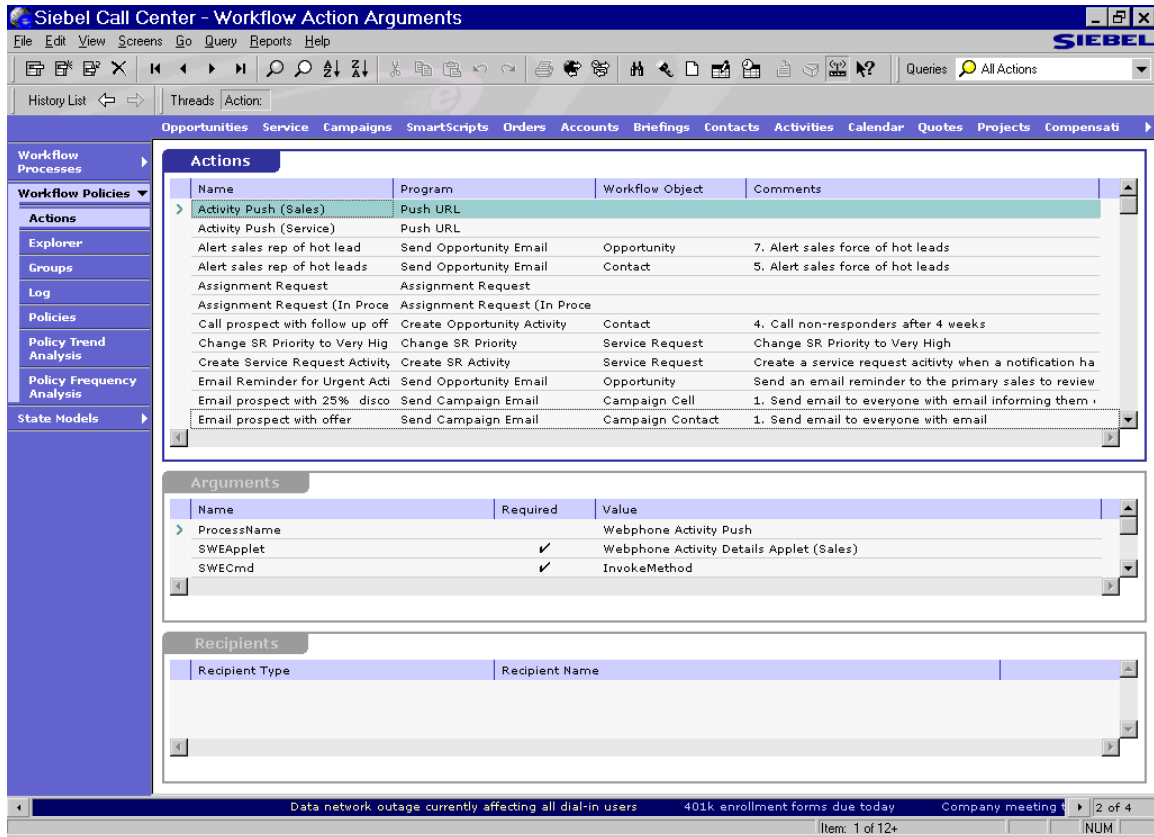 Siebel Call Center - Workflow Action Arguments
File Edit View Screens Go Query Reports Help
SIEBEL
Queries All Actions
History List Threads Action:
Opportunities Service Campaigns SmartScripts Orders Accounts Briefings Contacts Activities Calendar Quotes Projects Compensati
Workflow
Processes
Workflow Policies
Actions
Explorer
Groups
Log
Policies
Policy Trend
Analysis
Policy Frequency
Analysis
State Models
Actions
Name Program Workflow Object Comments
Activity Push (Sales) Push URL
Activity Push (Service) Push URL
Alert sales rep of hot lead Send Opportunity Email Opportunity 7. Alert sales force of hot leads
Alert sales rep of hot leads Send Opportunity Email Contact 5. Alert sales force of hot leads
Assignment Request Assignment Request
Assignment Request (In Proce Assignment Request (In Proce
Call prospect with follow up off Create Opportunity Activity Contact 4. Call non-responders after 4 weeks
Change SR Priority to Very Hig Change SR Priority Service Request Change SR Priority to Very High
Create Service Request Activity Create SR Activity Service Request Create a service request acitivty when a notification ha
Email Reminder for Urgent Acti Send Opportunity Email Opportunity Send an email reminder to the primary sales to review
Email prospect with 25% disco Send Campaign Email Campaign Cell 1. Send email to everyone with email informing them
Email prospect with offer Send Campaign Email Campaign Contact 1. Send email to everyone with email
Arguments
Name Required Value
ProcessName Webphone Activity Push
SWEApplet ✔ Webphone Activity Details Applet (Sales)
SWECmd ✔ InvokeMethod
Recipients
Recipient Type Recipient Name
Data network outage currently affecting all dial-in users 401k enrollment forms due today Company meeting t 2 of 4
Item: 1 of 12+ NUM